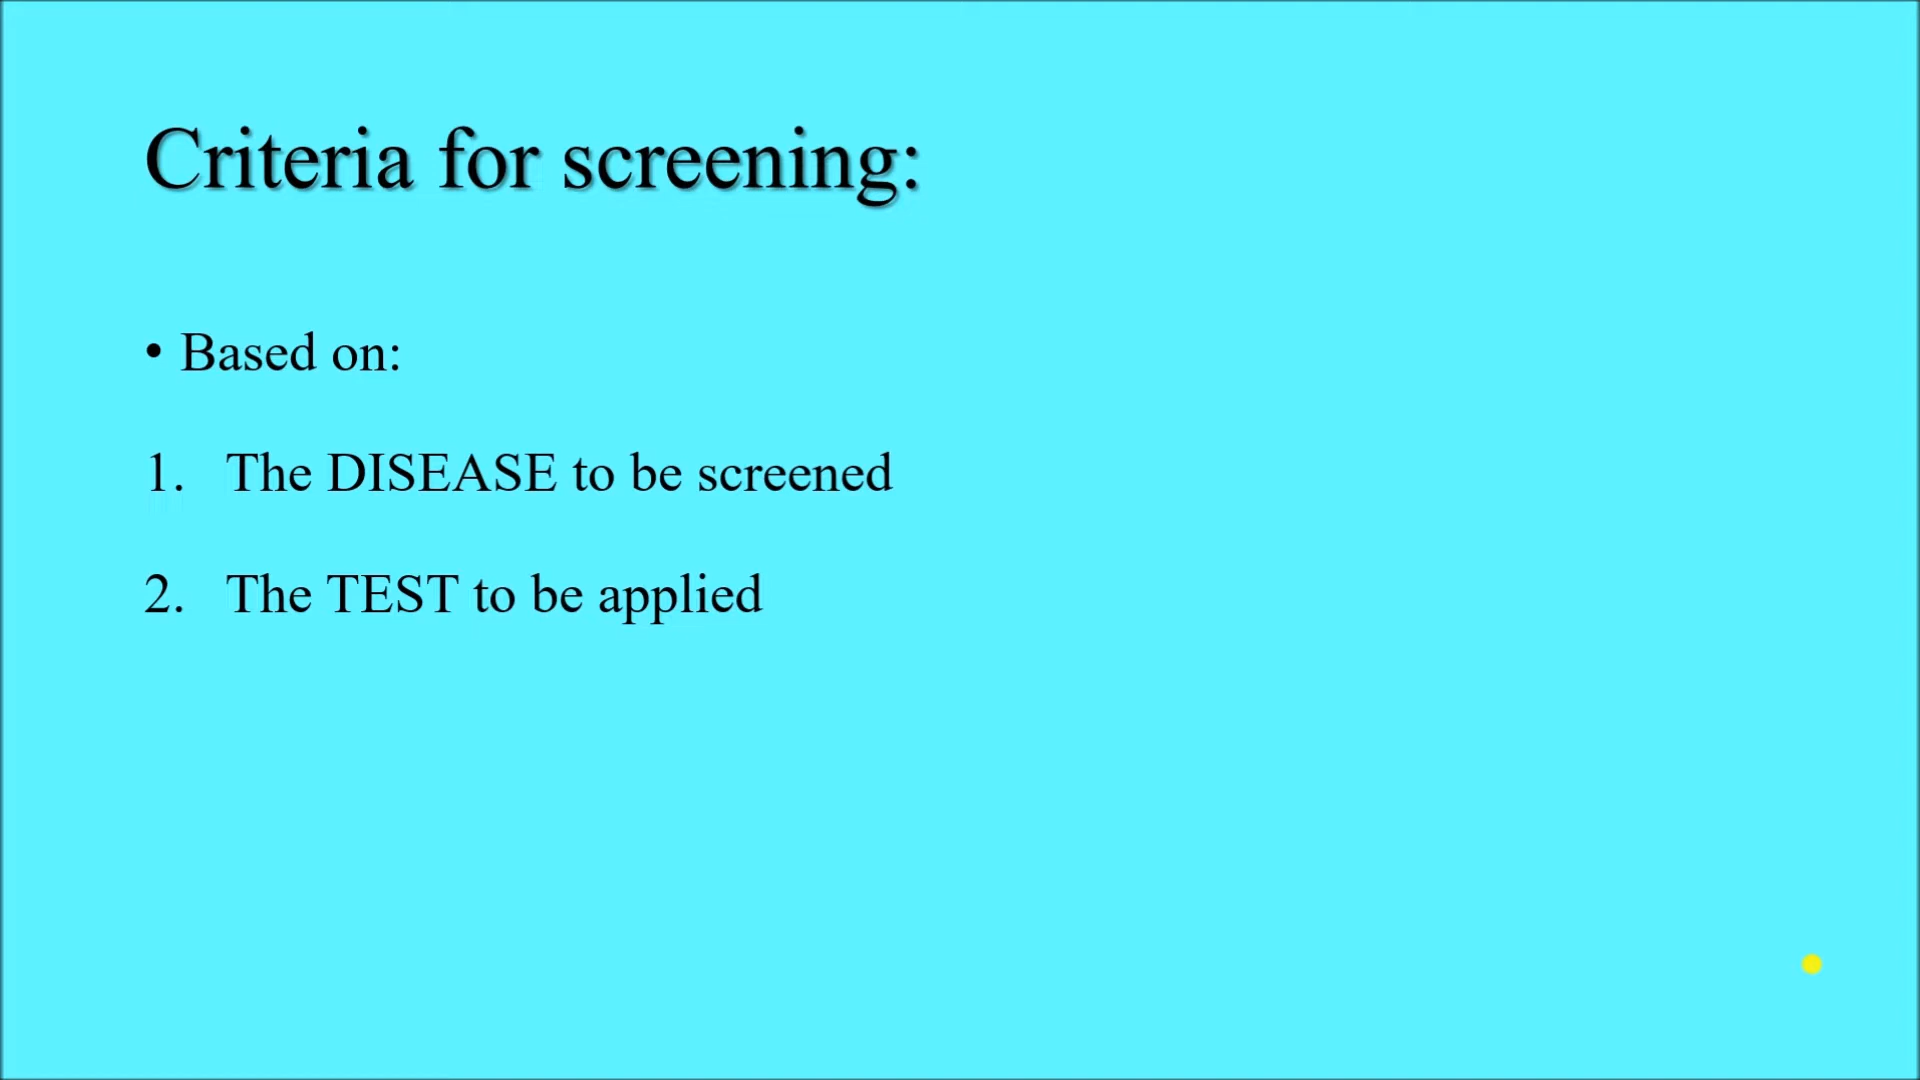 Criteria for screening:
• Based on:
1. The DISEASE to be screened
2. The TEST to be applied